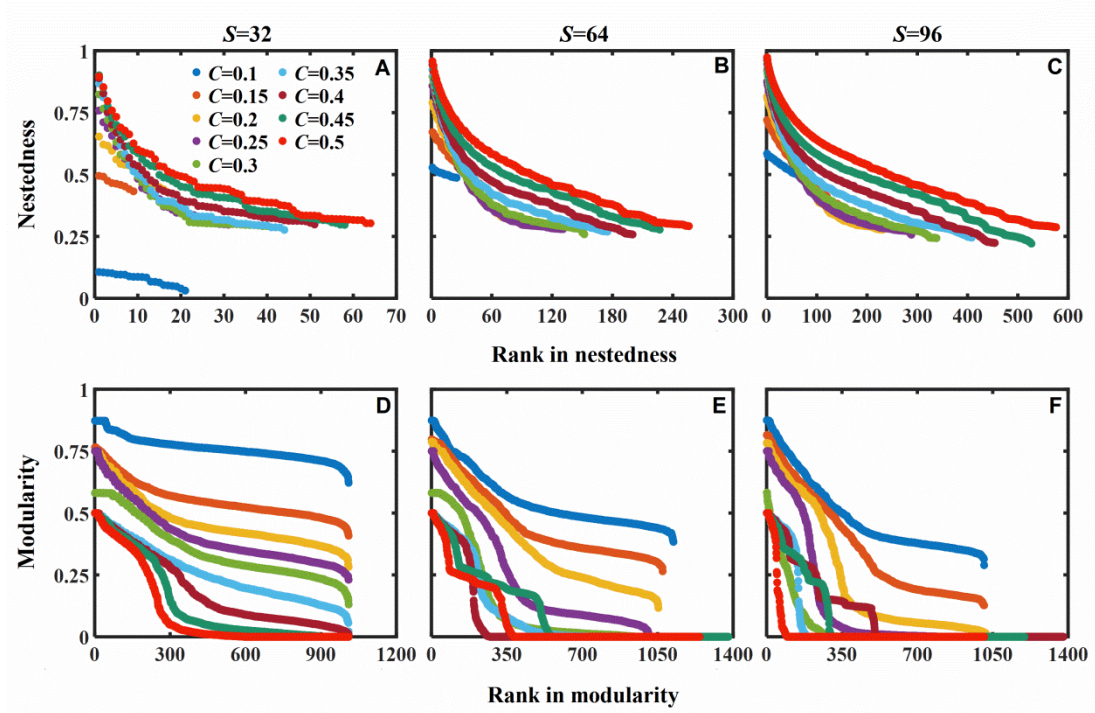 S=32 S=64 S=96
Nestedness
1
0.75
0.5
0.25
0
A
C=0.1 C=0.35
C=0.15 C=0.4
C=0.2 C=0.45
C=0.25 C=0.5
C=0.3
B
C
0 10 20 30 40 50 60 70
0 60 120 180 240 300
0 100 200 300 400 500 600
Rank in nestedness
Modularity
1
0.75
0.5
0.25
0
D
E
F
0 300 600 900 1200
0 350 700 1050 1400
0 350 700 1050 1400
Rank in modularity